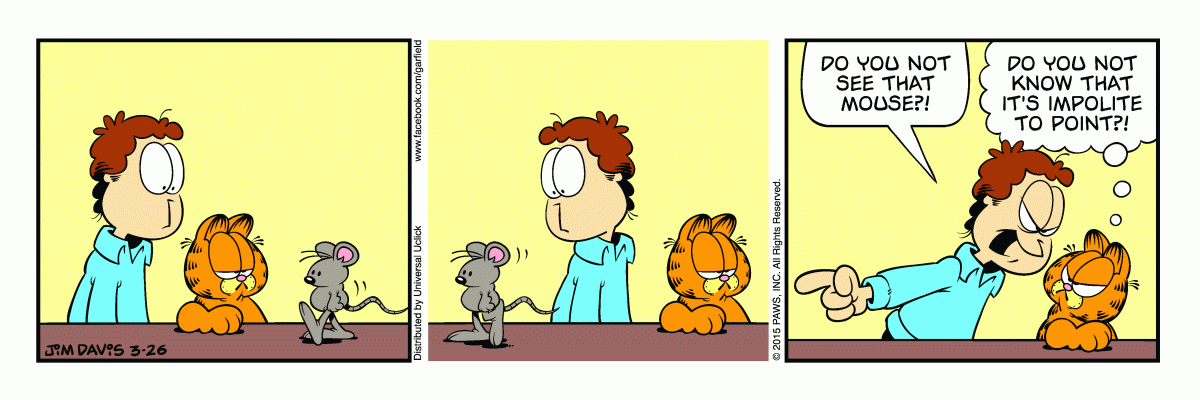 JIM DAVIS 3-26
Distributed by Universal Uclick
www.facebook.com/garfield
© 2015 PAWS, INC. All Rights Reserved.
DO YOU NOT
SEE THAT
MOUSE?!
DO YOU NOT
KNOW THAT
IT'S IMPOLITE
TO POINT?!